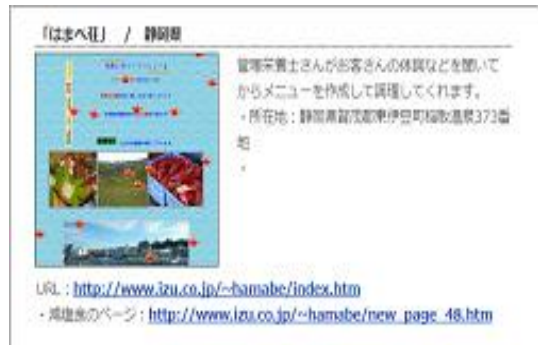 「はまべ荘」 / 静岡県
管理栄養士さんがお客さんの体調などを聞いて
からメニューを作成して調理してくれます。
・所在地：静岡県賀茂郡東伊豆町稲取温泉373番
地
・
URL：http://www.izu.co.jp/~hamabe/index.htm
・減塩食のページ：http://www.izu.co.jp/~hamabe/new_page_48.htm